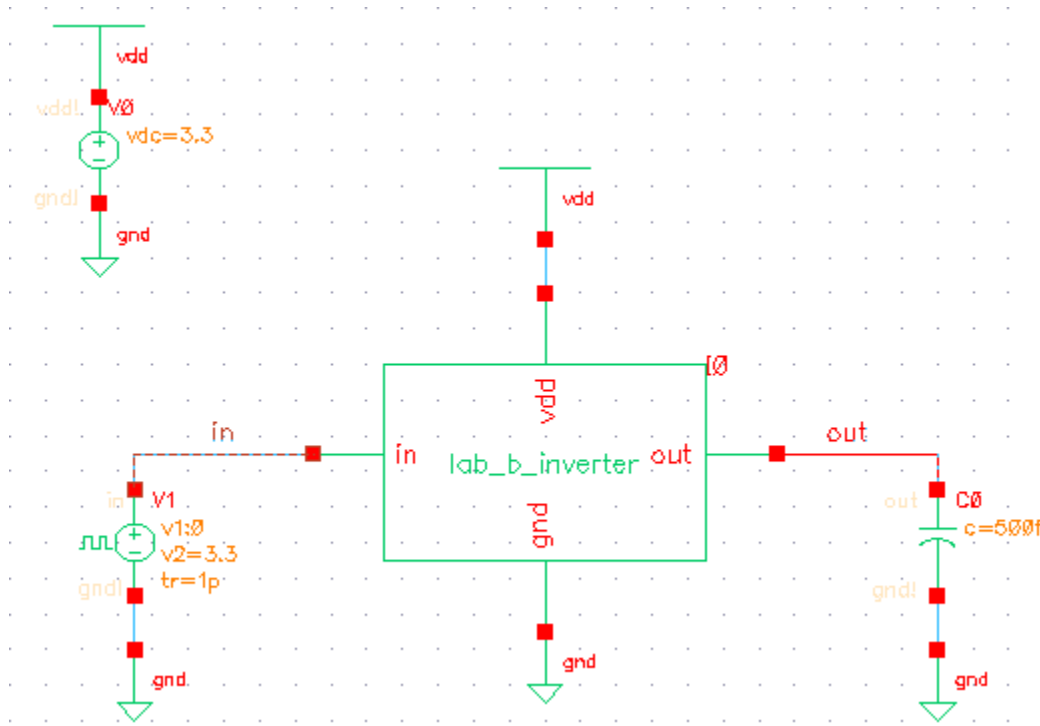 vdd
vdd!
V0
vdc=3.3
gnd!
gnd
vdd
I0
vdd
in
in
lab_b_inverter
out
out
gnd
in
V1
v1:0
v2=3.3
tr=1p
gnd!
gnd
gnd
out
C0
c=500f
gnd!
gnd